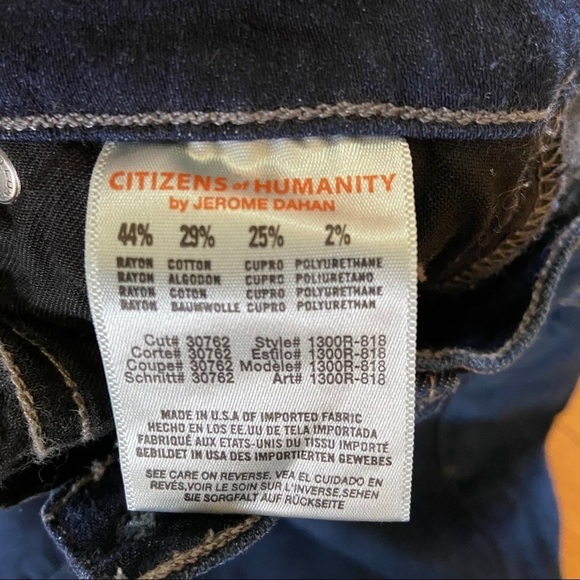 CITIZENS of HUMANITY
by JEROME DAHAN
44% 29% 25% 2%
RAYON COTTON CUPRO POLYURETHANE
RAYON ALGODON CUPRO POLIURETANO
RAYON COTON CUPRO POLYURETHANE
RAYON BAUMWOLLE CUPRO POLYURETHAN
Cut# 30762 Style# 1300R-818
Corte# 30762 Estilo# 1300R-818
Coupe# 30762 Modèle# 1300R-818
Schnitt# 30762 Art# 1300R-818
MADE IN U.S.A OF IMPORTED FABRIC
HECHO EN LOS EE.UU DE TELA IMPORTADA
FABRIQUÉ AUX ETATS-UNIS DU TISSU IMPORTÉ
GEBILDET IN USA DES IMPORTIERTEN GEWEBES
SEE CARE ON REVERSE, VEA EL CUIDADO EN
REVÉS,VOIR LE SOIN SUR L'INVERSE,SEHEN
SIE SORGFALT AUF RÜCKSEITE